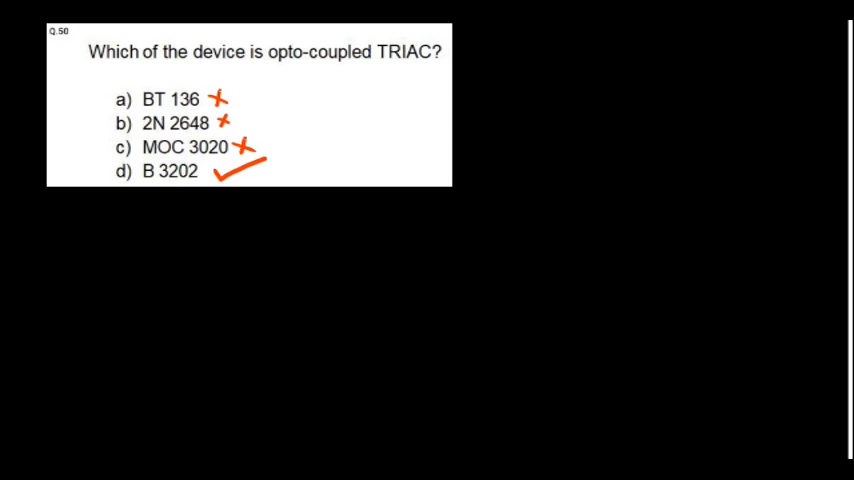 Q.50
Which of the device is opto-coupled TRIAC?
a) BT 136
b) 2N 2648
c) MOC 3020
d) B 3202